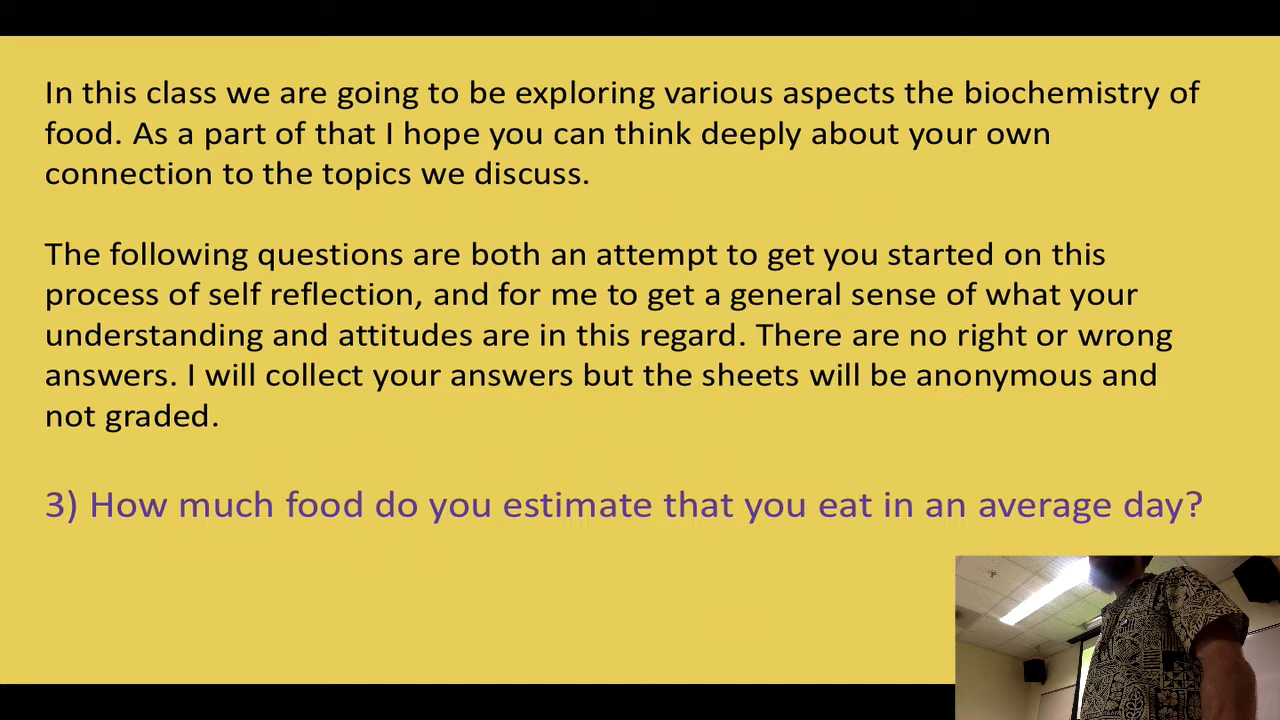 In this class we are going to be exploring various aspects the biochemistry of
food. As a part of that I hope you can think deeply about your own
connection to the topics we discuss.
The following questions are both an attempt to get you started on this
process of self reflection, and for me to get a general sense of what your
understanding and attitudes are in this regard. There are no right or wrong
answers. I will collect your answers but the sheets will be anonymous and
not graded.
3) How much food do you estimate that you eat in an average day?